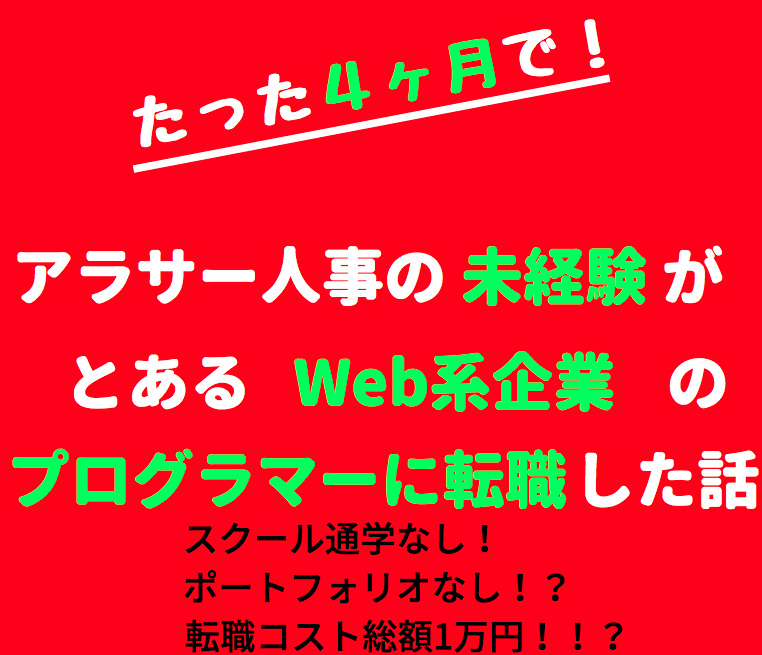 たった4ヶ月で！
アラサー人事の未経験が
とある Web系企業 の
プログラマーに転職した話
スクール通学なし！
ポートフォリオなし！？
転職コスト総額1万円！！？